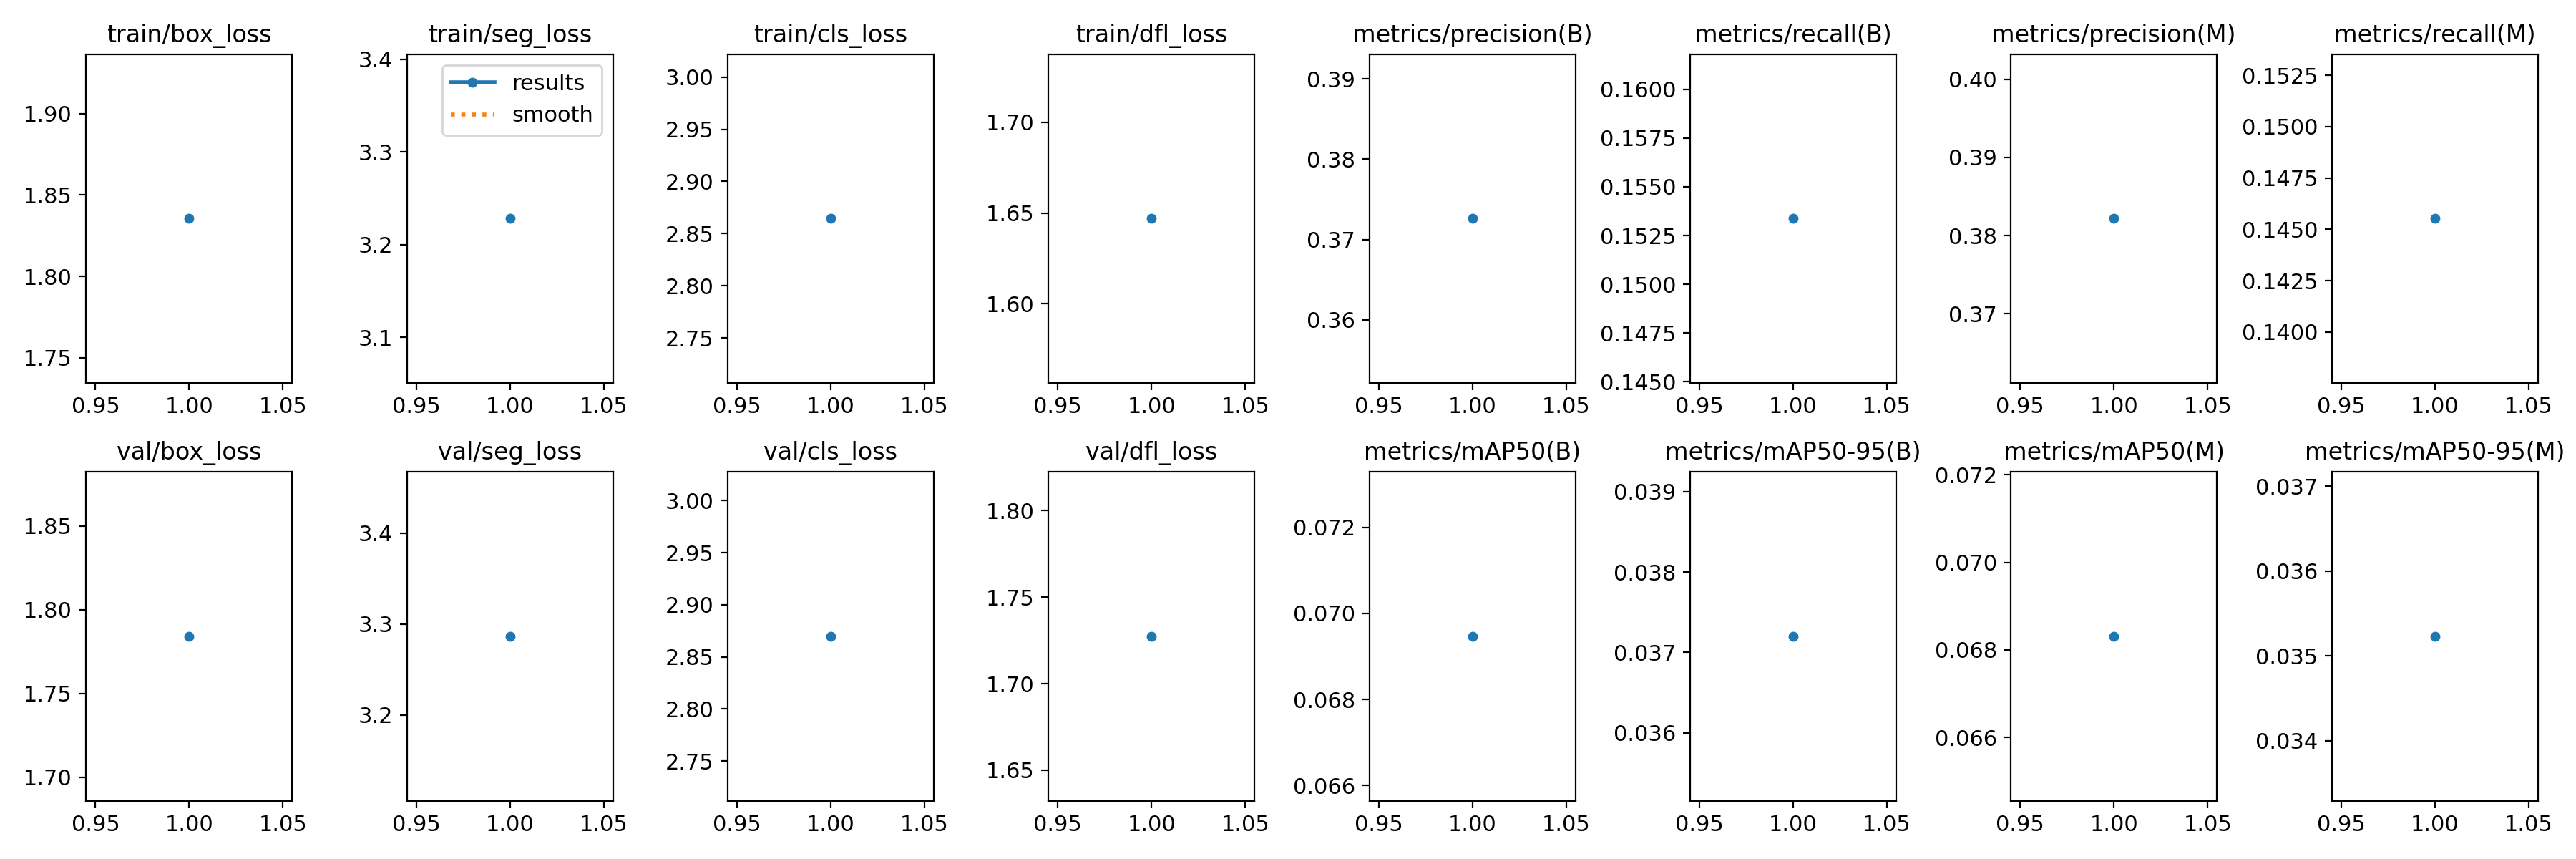 train/box_loss
1.90
1.85
1.80
1.75
0.95 1.00 1.05
train/seg_loss
results
smooth
3.4
3.3
3.2
3.1
0.95 1.00 1.05
train/cls_loss
3.00
2.95
2.90
2.85
2.80
2.75
0.95 1.00 1.05
train/dfl_loss
1.70
1.65
1.60
0.95 1.00 1.05
metrics/precision(B)
0.39
0.38
0.37
0.36
0.95 1.00 1.05
metrics/recall(B)
0.1600
0.1575
0.1550
0.1525
0.1500
0.1475
0.1450
0.95 1.00 1.05
metrics/precision(M)
0.40
0.39
0.38
0.37
0.95 1.00 1.05
metrics/recall(M)
0.1525
0.1500
0.1475
0.1450
0.1425
0.1400
0.95 1.00 1.05
val/box_loss
1.85
1.80
1.75
1.70
0.95 1.00 1.05
val/seg_loss
3.4
3.3
3.2
0.95 1.00 1.05
val/cls_loss
3.00
2.95
2.90
2.85
2.80
2.75
0.95 1.00 1.05
val/dfl_loss
1.80
1.75
1.70
1.65
0.95 1.00 1.05
metrics/mAP50(B)
0.072
0.070
0.068
0.066
0.95 1.00 1.05
metrics/mAP50-95(B)
0.039
0.038
0.037
0.036
0.95 1.00 1.05
metrics/mAP50(M)
0.072
0.070
0.068
0.066
0.95 1.00 1.05
metrics/mAP50-95(M)
0.037
0.036
0.035
0.034
0.95 1.00 1.05